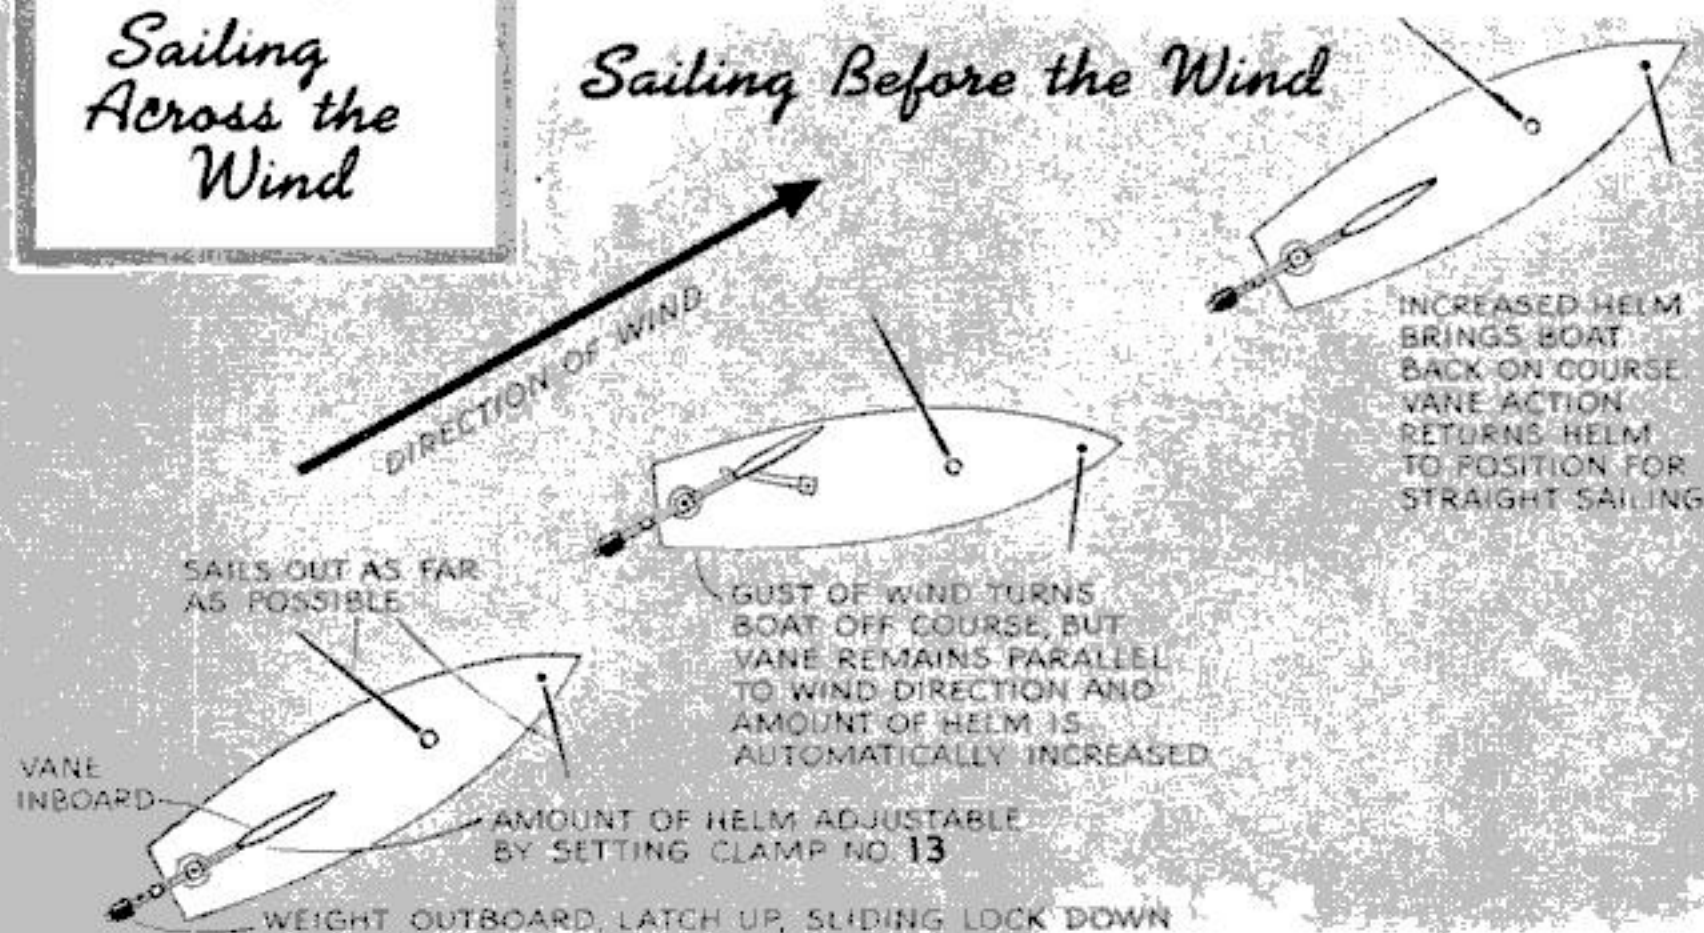 Sailing
Across the
Wind
Sailing Before the Wind
DIRECTION OF WIND
INCREASED HELM
BRINGS BOAT
BACK ON COURSE.
VANE ACTION
RETURNS HELM
TO POSITION FOR
STRAIGHT SAILING
SAILS OUT AS FAR
AS POSSIBLE
GUST OF WIND TURNS
BOAT OFF COURSE, BUT
VANE REMAINS PARALLEL
TO WIND DIRECTION AND
AMOUNT OF HELM IS
AUTOMATICALLY INCREASED
VANE
INBOARD
AMOUNT OF HELM ADJUSTABLE
BY SETTING CLAMP NO. 13
WEIGHT OUTBOARD, LATCH UP, SLIDING LOCK DOWN